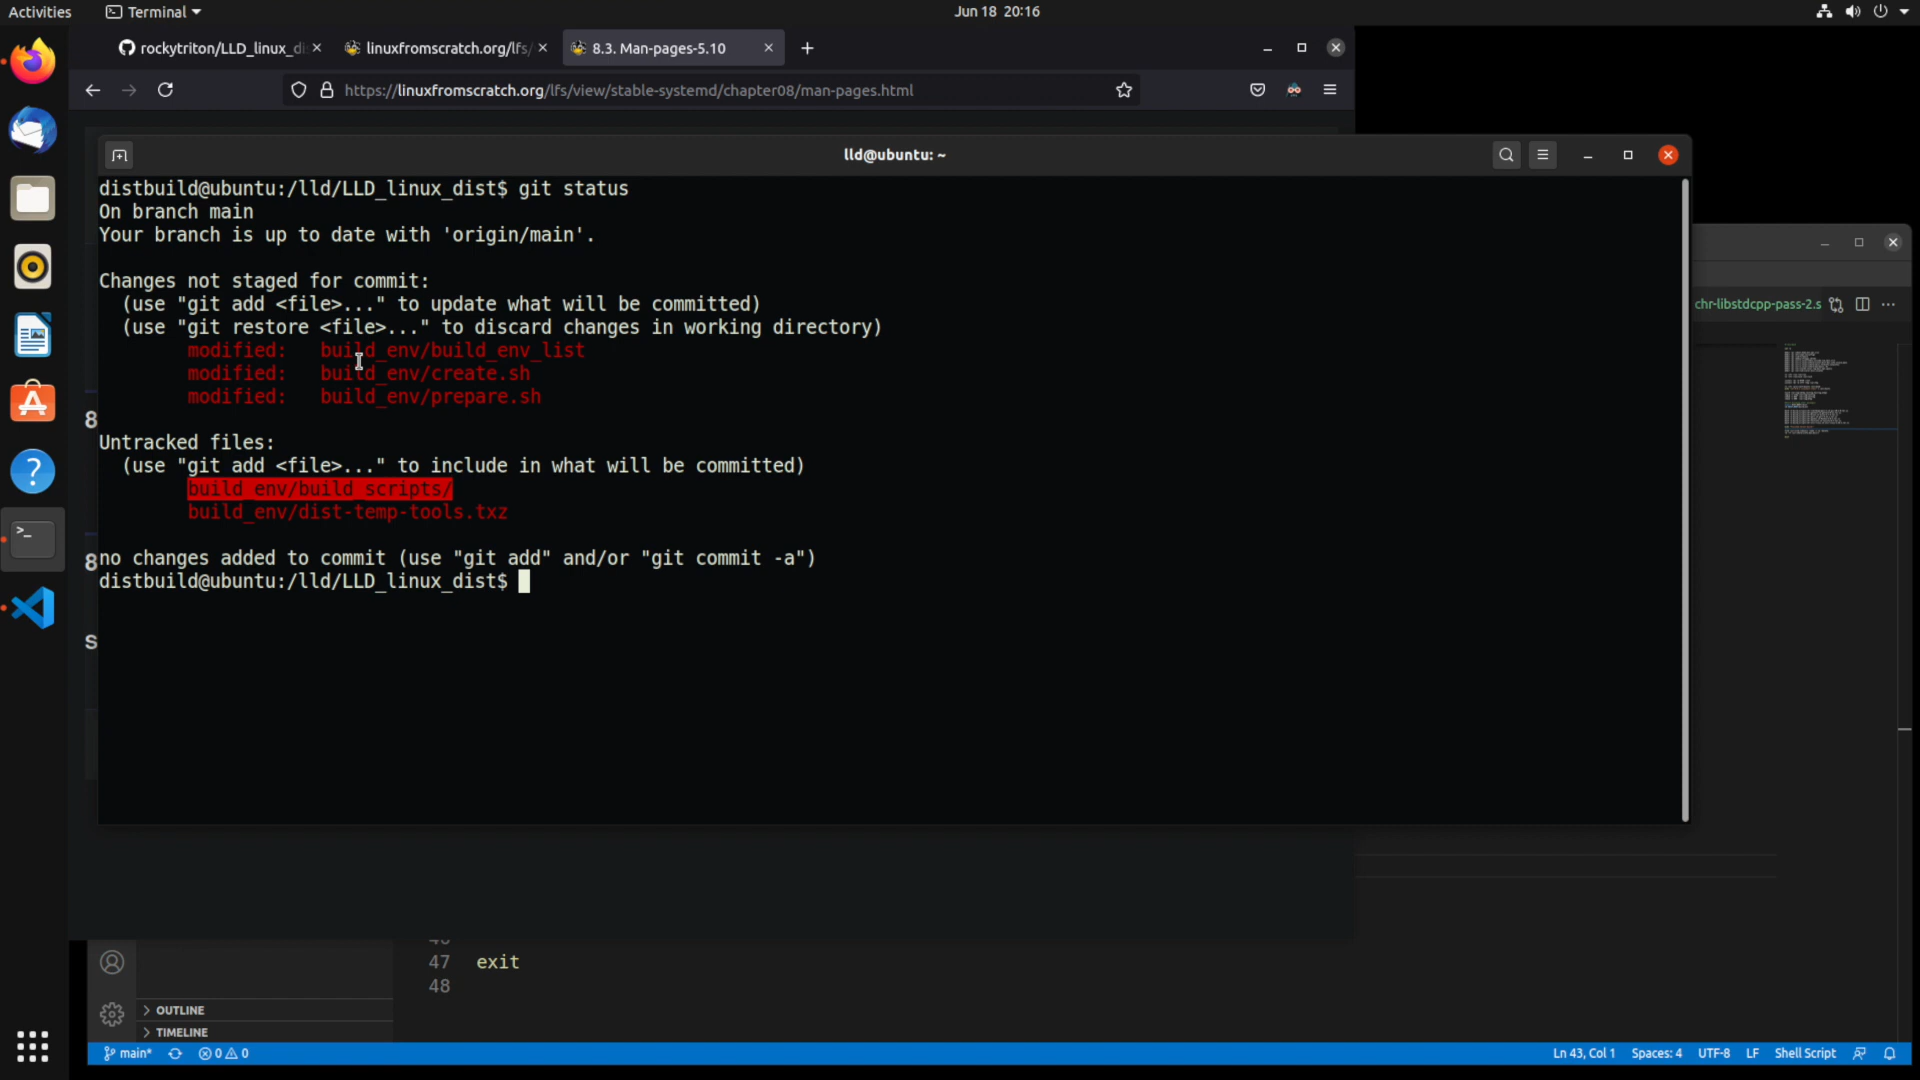 Activities
Terminal
Jun 18 20:16
rockytriton/LLD_linux_di
linuxfromscratch.org/lfs/
8.3. Man-pages-5.10
https://linuxfromscratch.org/lfs/view/stable-systemd/chapter08/man-pages.html
lld@ubuntu: ~
distbuild@ubuntu:/lld/LLD_linux_dist$ git status
On branch main
Your branch is up to date with 'origin/main'.
Changes not staged for commit:
(use "git add <file>..." to update what will be committed)
(use "git restore <file>..." to discard changes in working directory)
modified: build_env/build_env_list
modified: build_env/create.sh
modified: build_env/prepare.sh
Untracked files:
(use "git add <file>..." to include in what will be committed)
build_env/build_scripts/
build_env/dist-temp-tools.txz
no changes added to commit (use "git add" and/or "git commit -a")
distbuild@ubuntu:/lld/LLD_linux_dist$
8
8
S
chr-libstdcpp-pass-2.s
47 exit
48
OUTLINE
TIMELINE
main* 0 0
Ln 43, Col 1 Spaces: 4 UTF-8 LF Shell Script